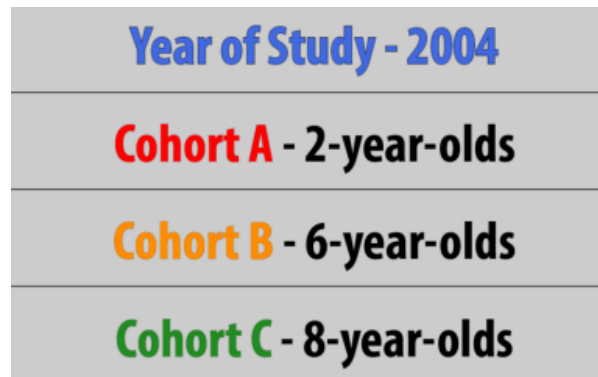 Year of Study - 2004
Cohort A - 2-year-olds
Cohort B - 6-year-olds
Cohort C - 8-year-olds